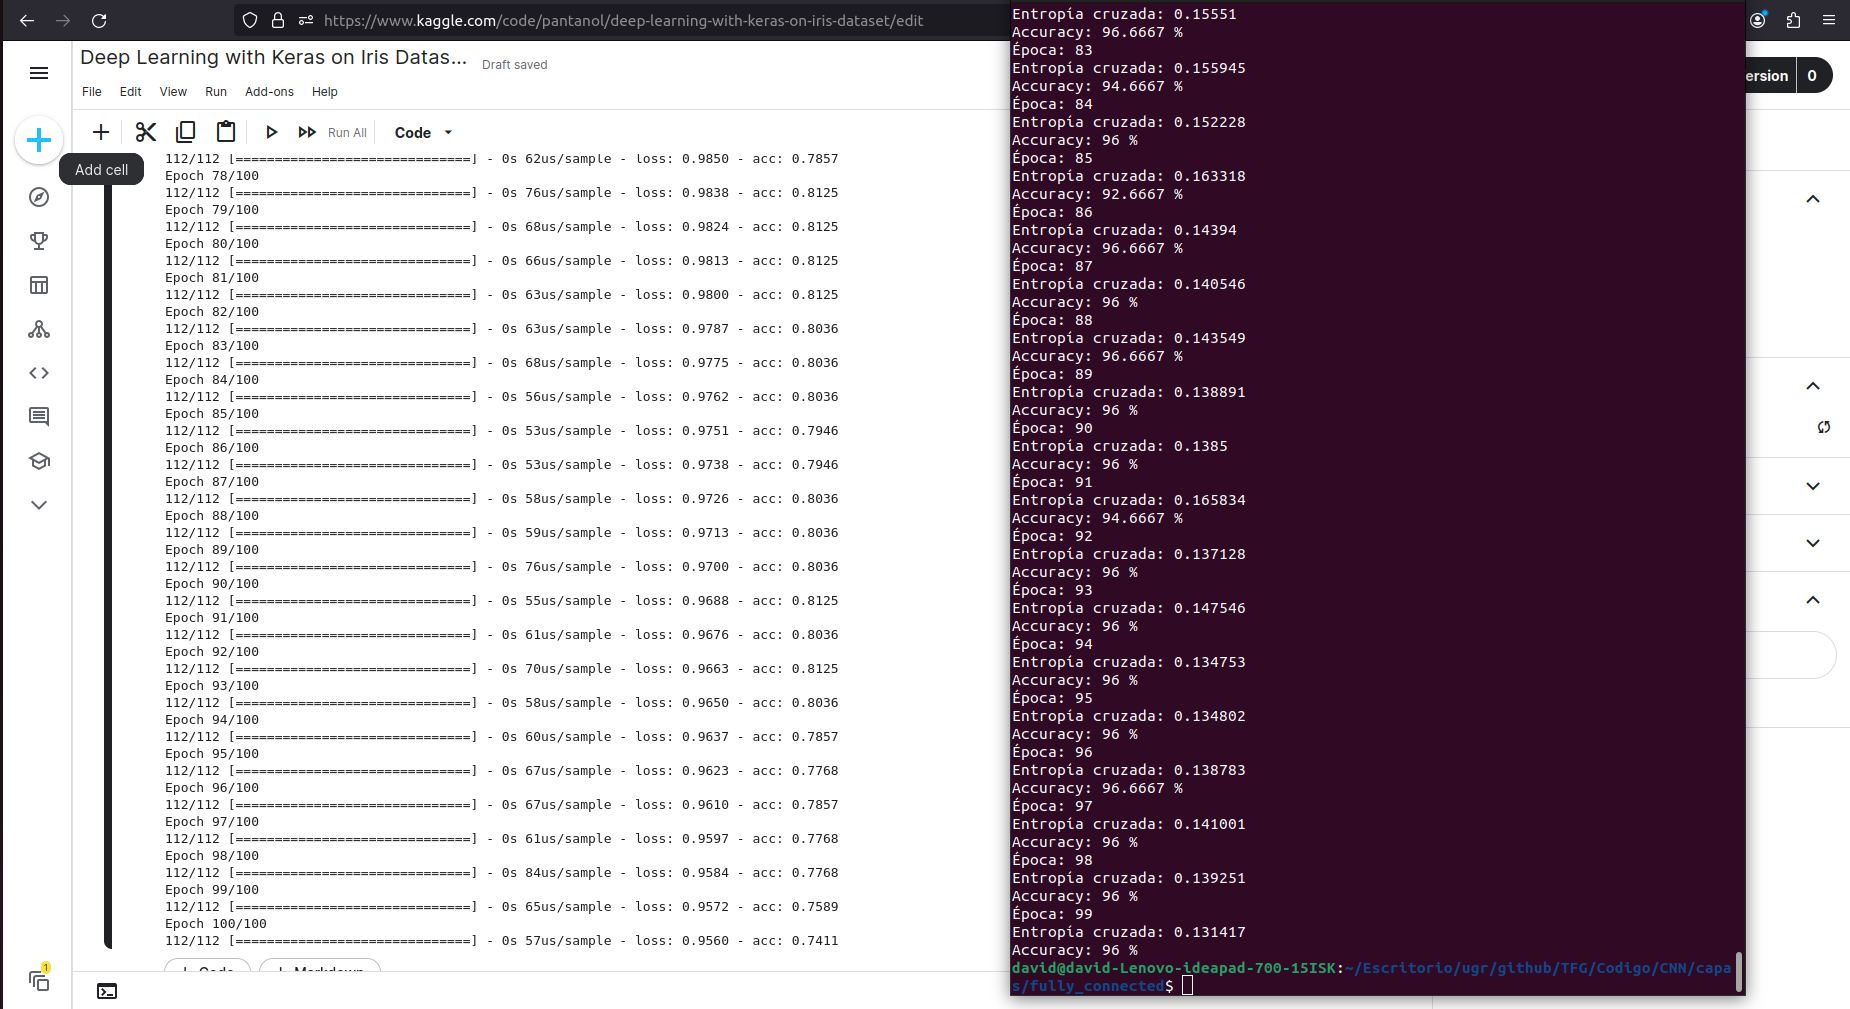 https://www.kaggle.com/code/pantanol/deep-learning-with-keras-on-iris-dataset/edit
Deep Learning with Keras on Iris Datas...
Draft saved
File Edit View Run Add-ons Help
Run All
Code
Add cell
ersion 0
112/112 [==============================] - 0s 62us/sample - loss: 0.9850 - acc: 0.7857
Epoch 78/100
112/112 [==============================] - 0s 76us/sample - loss: 0.9838 - acc: 0.8125
Epoch 79/100
112/112 [==============================] - 0s 68us/sample - loss: 0.9824 - acc: 0.8125
Epoch 80/100
112/112 [==============================] - 0s 66us/sample - loss: 0.9813 - acc: 0.8125
Epoch 81/100
112/112 [==============================] - 0s 63us/sample - loss: 0.9800 - acc: 0.8125
Epoch 82/100
112/112 [==============================] - 0s 63us/sample - loss: 0.9787 - acc: 0.8036
Epoch 83/100
112/112 [==============================] - 0s 68us/sample - loss: 0.9775 - acc: 0.8036
Epoch 84/100
112/112 [==============================] - 0s 56us/sample - loss: 0.9762 - acc: 0.8036
Epoch 85/100
112/112 [==============================] - 0s 53us/sample - loss: 0.9751 - acc: 0.7946
Epoch 86/100
112/112 [==============================] - 0s 53us/sample - loss: 0.9738 - acc: 0.7946
Epoch 87/100
112/112 [==============================] - 0s 58us/sample - loss: 0.9726 - acc: 0.8036
Epoch 88/100
112/112 [==============================] - 0s 59us/sample - loss: 0.9713 - acc: 0.8036
Epoch 89/100
112/112 [==============================] - 0s 76us/sample - loss: 0.9700 - acc: 0.8036
Epoch 90/100
112/112 [==============================] - 0s 55us/sample - loss: 0.9688 - acc: 0.8125
Epoch 91/100
112/112 [==============================] - 0s 61us/sample - loss: 0.9676 - acc: 0.8036
Epoch 92/100
112/112 [==============================] - 0s 70us/sample - loss: 0.9663 - acc: 0.8125
Epoch 93/100
112/112 [==============================] - 0s 58us/sample - loss: 0.9650 - acc: 0.8036
Epoch 94/100
112/112 [==============================] - 0s 60us/sample - loss: 0.9637 - acc: 0.7857
Epoch 95/100
112/112 [==============================] - 0s 67us/sample - loss: 0.9623 - acc: 0.7768
Epoch 96/100
112/112 [==============================] - 0s 67us/sample - loss: 0.9610 - acc: 0.7857
Epoch 97/100
112/112 [==============================] - 0s 61us/sample - loss: 0.9597 - acc: 0.7768
Epoch 98/100
112/112 [==============================] - 0s 84us/sample - loss: 0.9584 - acc: 0.7768
Epoch 99/100
112/112 [==============================] - 0s 65us/sample - loss: 0.9572 - acc: 0.7589
Epoch 100/100
112/112 [==============================] - 0s 57us/sample - loss: 0.9560 - acc: 0.7411
+ Code + Markdown
1
Entropía cruzada: 0.15551
Accuracy: 96.6667 %
Época: 83
Entropía cruzada: 0.155945
Accuracy: 94.6667 %
Época: 84
Entropía cruzada: 0.152228
Accuracy: 96 %
Época: 85
Entropía cruzada: 0.163318
Accuracy: 92.6667 %
Época: 86
Entropía cruzada: 0.14394
Accuracy: 96.6667 %
Época: 87
Entropía cruzada: 0.140546
Accuracy: 96 %
Época: 88
Entropía cruzada: 0.143549
Accuracy: 96.6667 %
Época: 89
Entropía cruzada: 0.138891
Accuracy: 96 %
Época: 90
Entropía cruzada: 0.1385
Accuracy: 96 %
Época: 91
Entropía cruzada: 0.165834
Accuracy: 94.6667 %
Época: 92
Entropía cruzada: 0.137128
Accuracy: 96 %
Época: 93
Entropía cruzada: 0.147546
Accuracy: 96 %
Época: 94
Entropía cruzada: 0.134753
Accuracy: 96 %
Época: 95
Entropía cruzada: 0.134802
Accuracy: 96 %
Época: 96
Entropía cruzada: 0.138783
Accuracy: 96.6667 %
Época: 97
Entropía cruzada: 0.141001
Accuracy: 96 %
Época: 98
Entropía cruzada: 0.139251
Accuracy: 96 %
Época: 99
Entropía cruzada: 0.131417
Accuracy: 96 %
david@david-Lenovo-ideapad-700-15ISK:~/Escritorio/ugr/github/TFG/Codigo/CNN/capa
s/fully_connected$